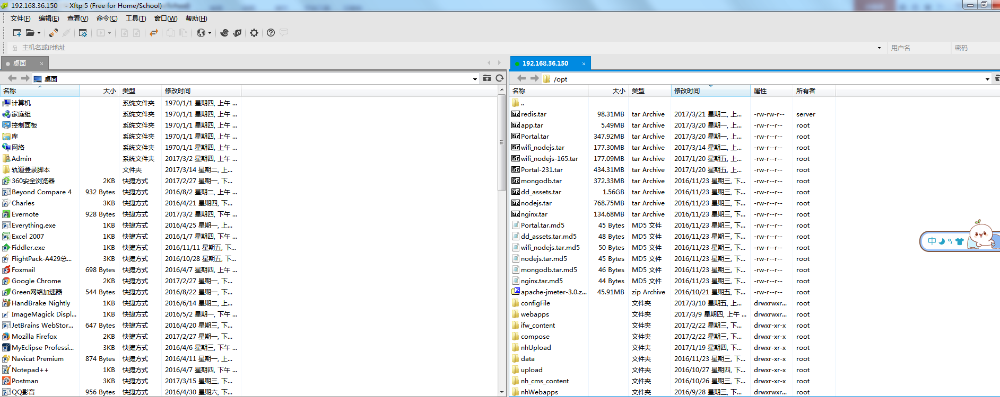 192.168.36.150    - Xftp 5 (Free for Home/School)
文件(F) 编辑(E) 查看(V) 命令(C) 工具(T) 窗口(W) 帮助(H)
主机名或IP地址 用户名 密码
桌面
桌面
名称 大小 类型 修改时间
计算机 系统文件夹 1970/1/1 星期四, 上午 ...
家庭组 系统文件夹 1970/1/1 星期四, 上午 ...
控制面板 系统文件夹 1970/1/1 星期四, 上午 ...
库 系统文件夹 1970/1/1 星期四, 上午 ...
网络 系统文件夹 1970/1/1 星期四, 上午 ...
Admin 系统文件夹 2017/3/2 星期四, 上午 ...
轨道登录脚本 文件夹 2017/3/14 星期二, 上...
360安全浏览器 2KB 快捷方式 2017/2/27 星期一, 下...
Beyond Compare 4 932 Bytes 快捷方式 2016/8/2 星期二, 上午 ...
Charles 3KB 快捷方式 2016/4/21 星期四, 下...
Evernote 928 Bytes 快捷方式 2017/3/2 星期四, 下午 ...
Everything.exe 1KB 快捷方式 2016/4/25 星期一, 上...
Excel 2007 1KB 快捷方式 2016/1/7 星期四, 下午 ...
Fiddler.exe 1KB 快捷方式 2016/11/11 星期五, 下...
FlightPack-A429总... 3KB 快捷方式 2016/10/28 星期五, 下...
Foxmail 698 Bytes 快捷方式 2016/4/7 星期四, 上午 ...
Google Chrome 2KB 快捷方式 2017/2/27 星期一, 下...
Green网络加速器 544 Bytes 快捷方式 2016/8/22 星期一, 下...
HandBrake Nightly 1KB 快捷方式 2016/6/14 星期二, 上...
ImageMagick Displ... 1KB 快捷方式 2016/5/2 星期一, 下午 ...
JetBrains WebStor... 647 Bytes 快捷方式 2016/4/20 星期三, 下...
Mozilla Firefox 2KB 快捷方式 2017/2/27 星期一, 下...
MyEclipse Professi... 3KB 快捷方式 2016/4/6 星期三, 下午 ...
Navicat Premium 874 Bytes 快捷方式 2016/4/11 星期一, 上...
Notepad++ 1KB 快捷方式 2016/4/7 星期四, 下午 ...
Postman 3KB 快捷方式 2017/3/15 星期三, 下...
QQ影音 956 Bytes 快捷方式 2016/4/30 星期六, 下...
192.168.36.150
/opt
名称 大小 类型 修改时间 属性 所有者
..
redis.tar 98.31MB tar Archive 2017/3/21 星期二, 上... -rw-rw-r-- server
app.tar 5.49MB tar Archive 2017/3/20 星期一, 上... -rw-r--r-- root
Portal.tar 347.92MB tar Archive 2017/3/20 星期一, 上... -rw-r--r-- root
wifi_nodejs.tar 177.30MB tar Archive 2017/3/14 星期二, 上... -rw-r--r-- root
wifi_nodejs-165.tar 177.09MB tar Archive 2017/1/20 星期五, 上... -rw-r--r-- root
Portal-231.tar 434.31MB tar Archive 2017/1/20 星期五, 上... -rw-r--r-- root
mongodb.tar 372.33MB tar Archive 2016/11/23 星期三, 下... -rw-r--r-- root
dd_assets.tar 1.56GB tar Archive 2016/11/23 星期三, 下... -rw-r--r-- root
nodejs.tar 768.75MB tar Archive 2016/11/23 星期三, 下... -rw-r--r-- root
nginx.tar 134.68MB tar Archive 2016/11/23 星期三, 下... -rw-r--r-- root
Portal.tar.md5 45 Bytes MD5 文件 2016/11/23 星期三, 下... -rw-r--r-- root
dd_assets.tar.md5 48 Bytes MD5 文件 2016/11/23 星期三, 下... -rw-r--r-- root
wifi_nodejs.tar.md5 50 Bytes MD5 文件 2016/11/23 星期三, 下... -rw-r--r-- root
nodejs.tar.md5 45 Bytes MD5 文件 2016/11/23 星期三, 下... -rw-r--r-- root
mongodb.tar.md5 46 Bytes MD5 文件 2016/11/23 星期三, 下... -rw-r--r-- root
nginx.tar.md5 44 Bytes MD5 文件 2016/11/23 星期三, 下... -rw-r--r-- root
apache-jmeter-3.0.z... 45.91MB zip Archive 2016/10/21 星期五, 下... -rw-r--r-- root
configFile 文件夹 2017/3/10 星期五, 上... drwxrwxr... root
webapps 文件夹 2017/3/9 星期四, 上午 ... drwxrwxr... root
ifw_content 文件夹 2017/2/22 星期三, 下... drwxr-xr-x root
compose 文件夹 2017/2/22 星期三, 下... drwxr-xr-x root
nhUpload 文件夹 2017/1/19 星期四, 下... drwxr-xr-x root
data 文件夹 2016/11/23 星期三, 下... drwxr-xr-x root
upload 文件夹 2016/10/27 星期四, 下... drwxr-xr-x root
nh_cms_content 文件夹 2016/10/26 星期三, 下... drwxr-xr-x root
nhWebapps 文件夹 2016/9/28 星期三, 下... drwxrwxr... root
中